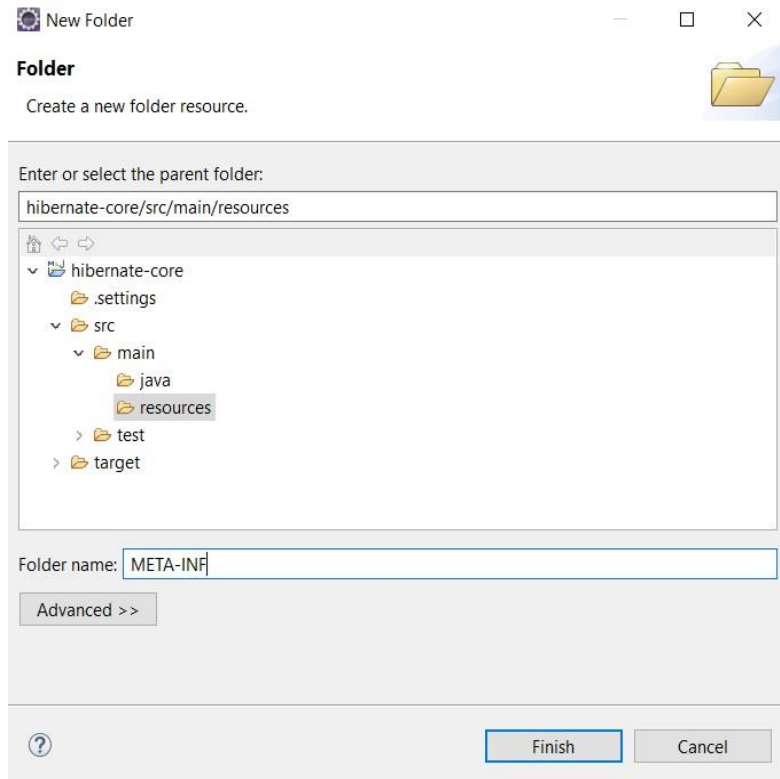 New Folder
Folder
Create a new folder resource.
Enter or select the parent folder:
hibernate-core/src/main/resources
hibernate-core
.settings
src
main
java
resources
test
target
Folder name: META-INF
Advanced >>
Finish Cancel